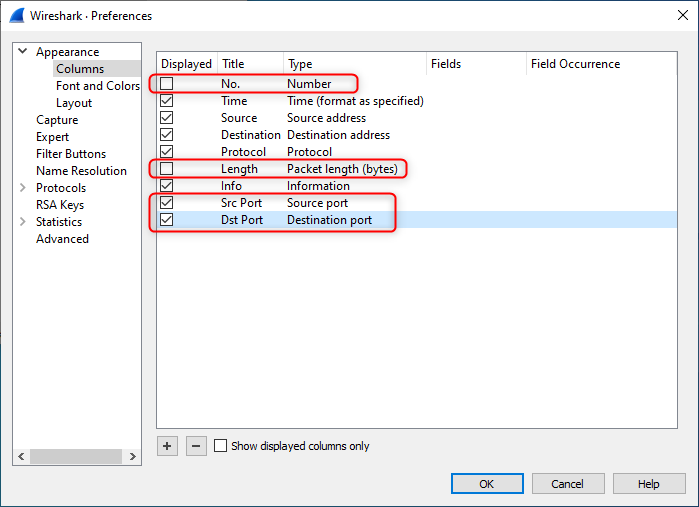 Wireshark · Preferences
Appearance
Columns
Font and Colors
Layout
Capture
Expert
Filter Buttons
Name Resolution
Protocols
RSA Keys
Statistics
Advanced
Displayed Title Type Fields Field Occurrence
No. Number
Time Time (format as specified)
Source Source address
Destination Destination address
Protocol Protocol
Length Packet length (bytes)
Info Information
Src Port Source port
Dst Port Destination port
Show displayed columns only
OK Cancel Help